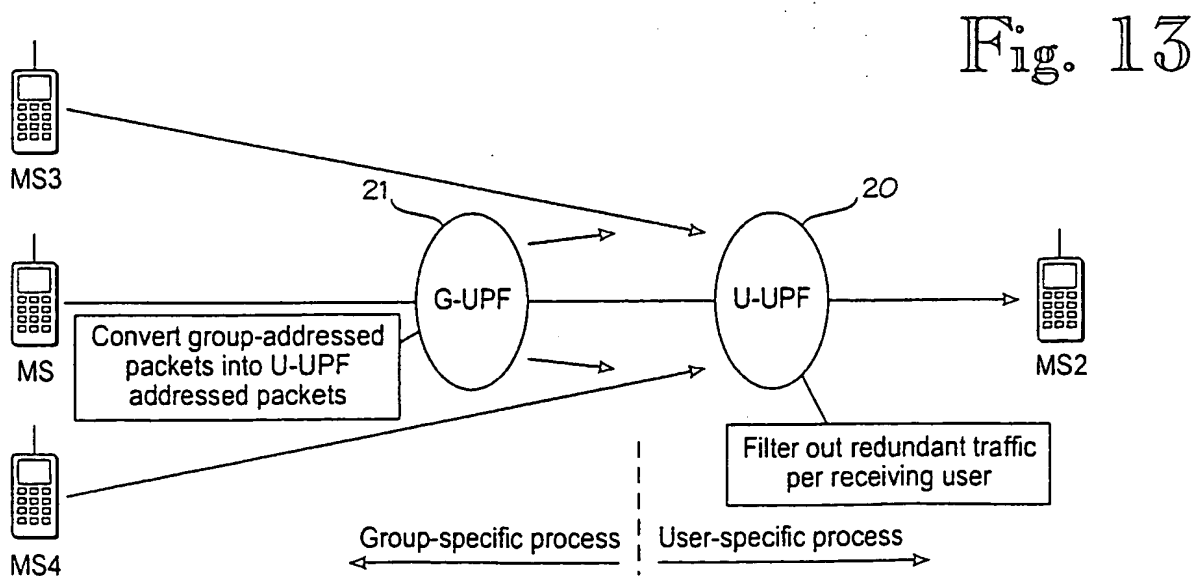 Fig. 13
MS3
21
20
G-UPF
U-UPF
MS
Convert group-addressed
packets into U-UPF
addressed packets
MS2
Filter out redundant traffic
per receiving user
MS4
Group-specific process
User-specific process